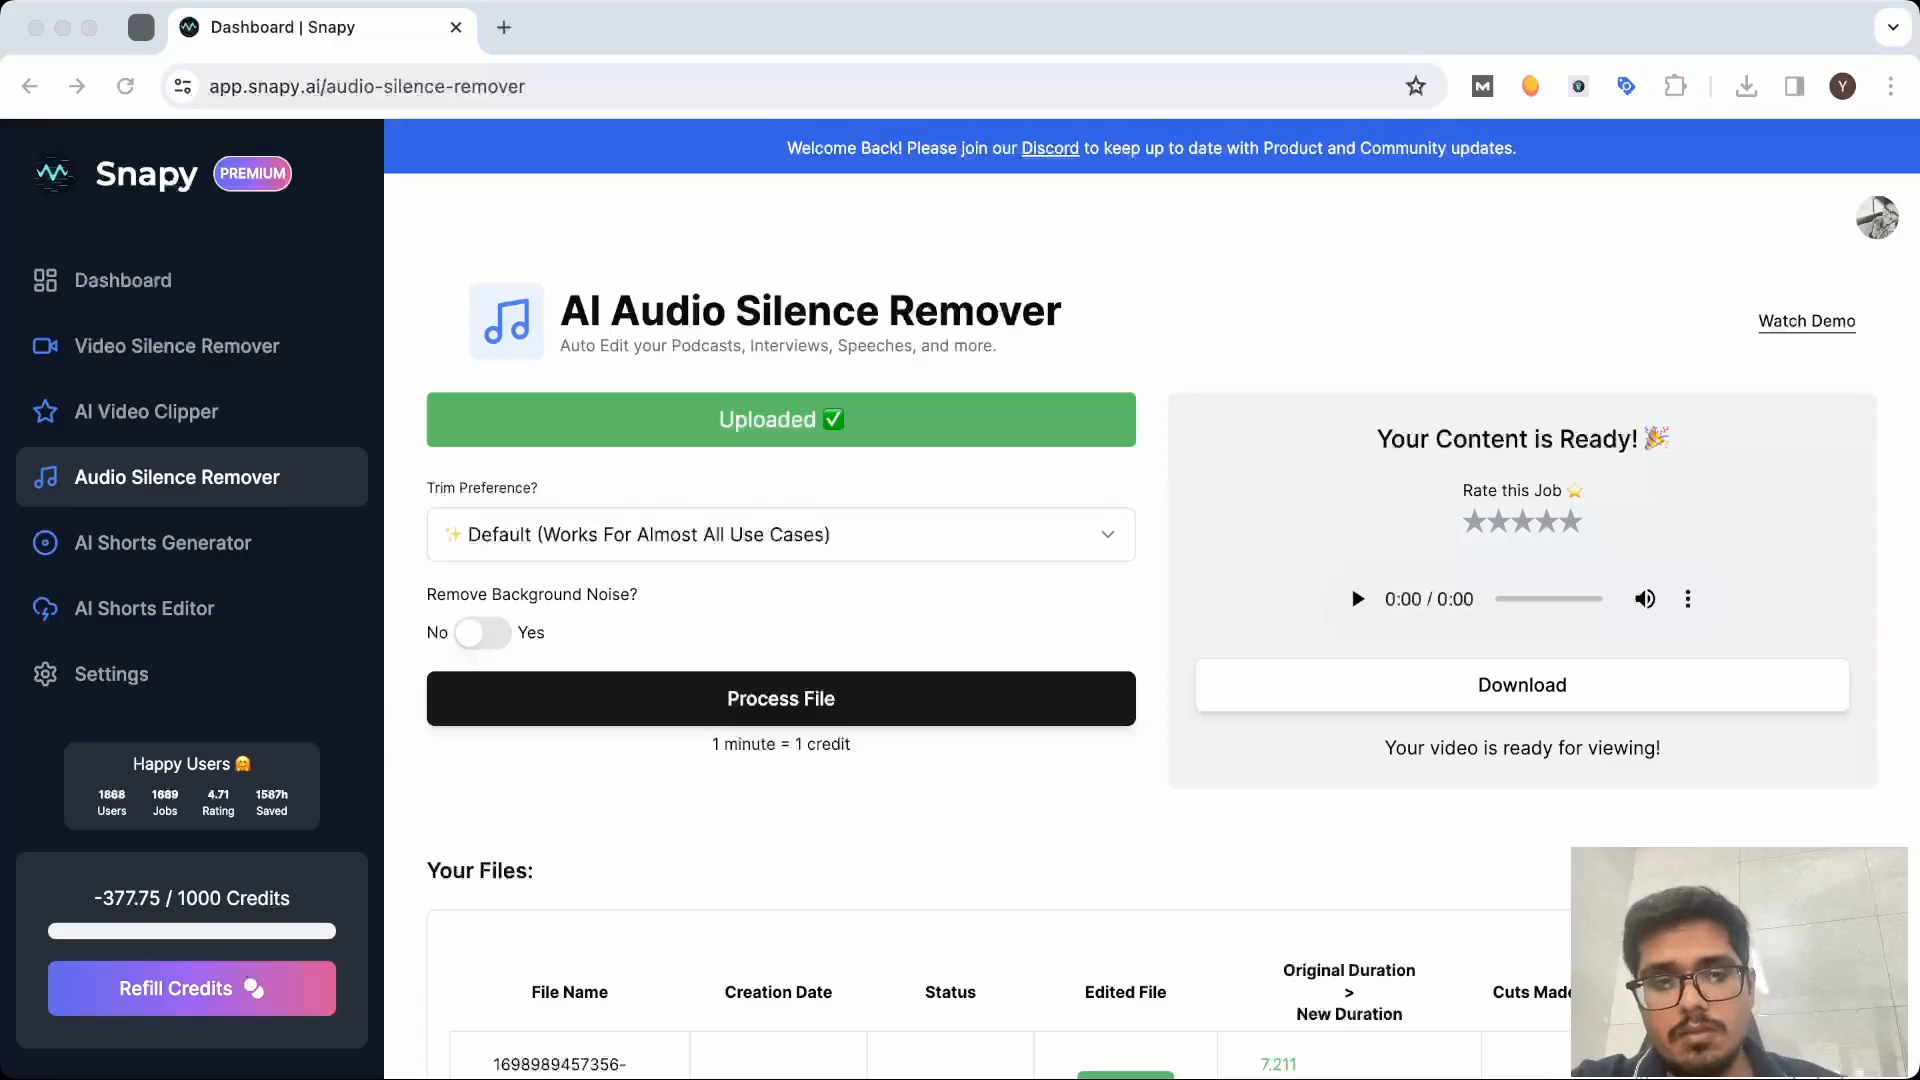 Dashboard | Snapy
app.snapy.ai/audio-silence-remover
M
Y
Snapy PREMIUM
Welcome Back! Please join our Discord to keep up to date with Product and Community updates.
Dashboard
Video Silence Remover
AI Video Clipper
Audio Silence Remover
AI Shorts Generator
AI Shorts Editor
Settings
Happy Users 🤗
1868 1689 4.71 1587h
Users Jobs Rating Saved
-377.75 / 1000 Credits
Refill Credits
AI Audio Silence Remover
Auto Edit your Podcasts, Interviews, Speeches, and more.
Watch Demo
Uploaded ✅
Trim Preference?
✨ Default (Works For Almost All Use Cases)
Remove Background Noise?
No Yes
Process File
1 minute = 1 credit
Your Content is Ready! 🎉
Rate this Job ⭐
0:00 / 0:00
Download
Your video is ready for viewing!
Your Files:
File Name Creation Date Status Edited File Original Duration > New Duration Cuts Made
1698989457356- 7.211